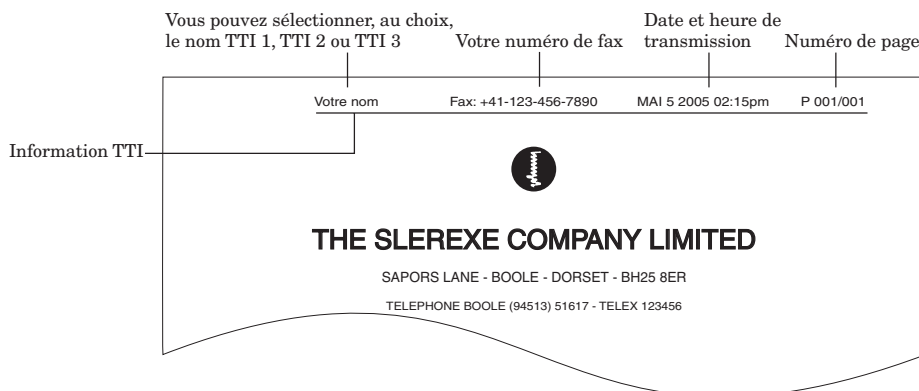 Vous pouvez sélectionner, au choix,
le nom TTI 1, TTI 2 ou TTI 3
Votre numéro de fax
Date et heure de
transmission
Numéro de page
Votre nom Fax: +41-123-456-7890 MAI 5 2005 02:15pm P 001/001
Information TTI
THE SLEREXE COMPANY LIMITED
SAPORS LANE - BOOLE - DORSET - BH25 8ER
TELEPHONE BOOLE (94513) 51617 - TELEX 123456